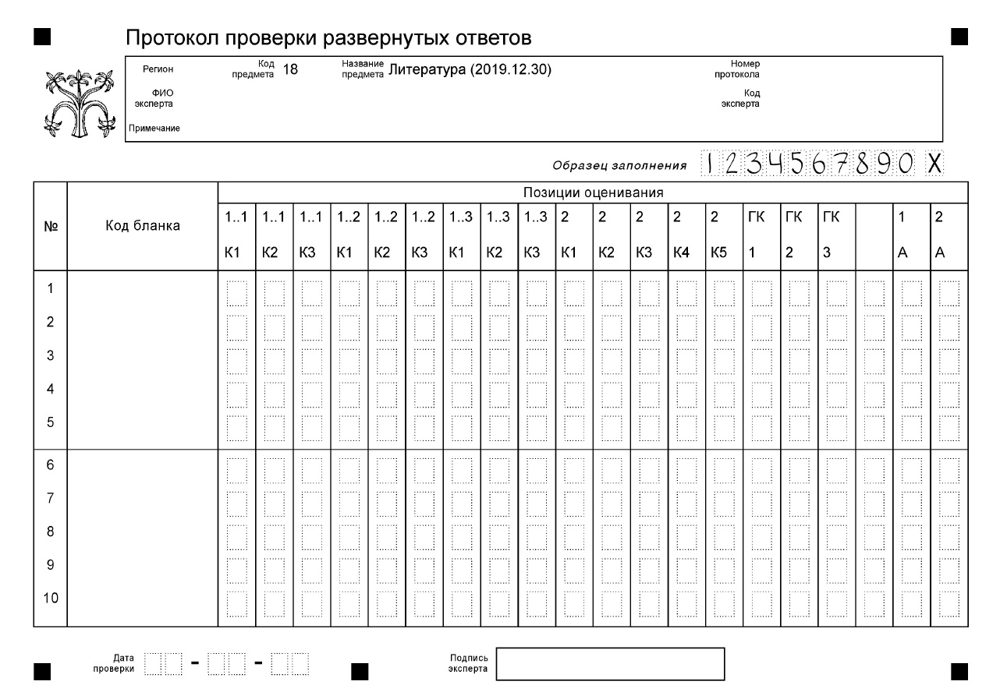 Протокол проверки развернутых ответов
Регион Код предмета 18 Название предмета Литература (2019.12.30) Номер протокола
ФИО эксперта Код эксперта
Примечание
Образец заполнения 1 2 3 4 5 6 7 8 9 0 X
№ Код бланка Позиции оценивания
1..1 1..1 1..1 1..2 1..2 1..2 1..3 1..3 1..3 2 2 2 2 2 ГК ГК ГК 1 2
К1 К2 К3 К1 К2 К3 К1 К2 К3 К1 К2 К3 К4 К5 1 2 3 А А
1
2
3
4
5
6
7
8
9
10
Дата проверки - - Подпись эксперта